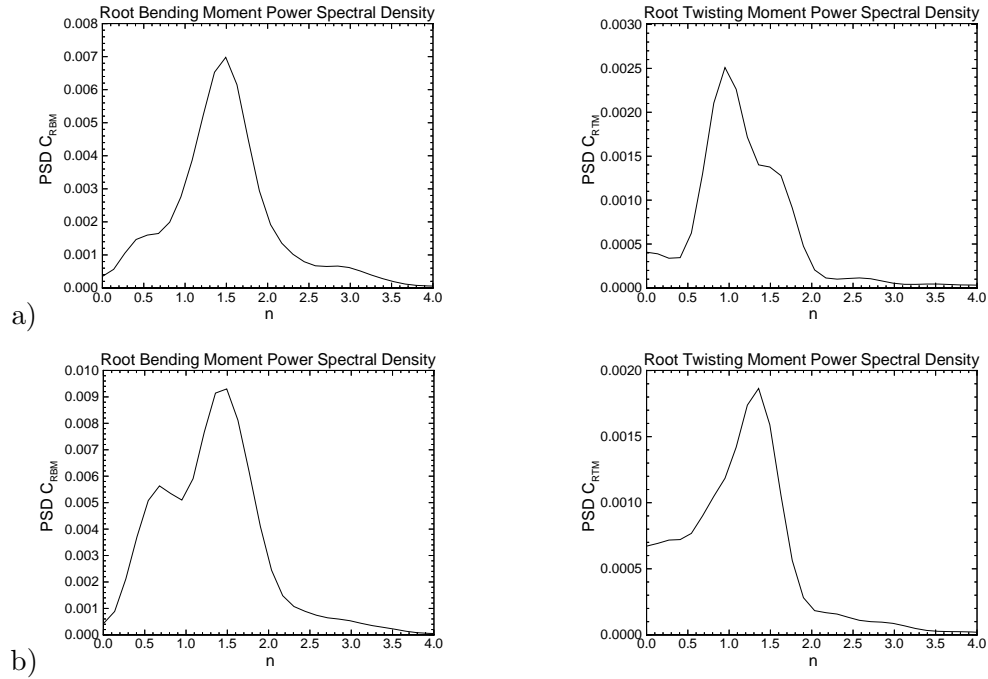 Root Bending Moment Power Spectral Density
0.008
0.007
0.006
0.005
0.004
0.003
0.002
0.001
0.000
PSD C_RBM
0.0 0.5 1.0 1.5 2.0 2.5 3.0 3.5 4.0
n
Root Twisting Moment Power Spectral Density
0.0030
0.0025
0.0020
0.0015
0.0010
0.0005
0.0000
PSD C_RTM
0.0 0.5 1.0 1.5 2.0 2.5 3.0 3.5 4.0
n
a)
Root Bending Moment Power Spectral Density
0.010
0.009
0.008
0.007
0.006
0.005
0.004
0.003
0.002
0.001
0.000
PSD C_RBM
0.0 0.5 1.0 1.5 2.0 2.5 3.0 3.5 4.0
n
Root Twisting Moment Power Spectral Density
0.0020
0.0015
0.0010
0.0005
0.0000
PSD C_RTM
0.0 0.5 1.0 1.5 2.0 2.5 3.0 3.5 4.0
n
b)